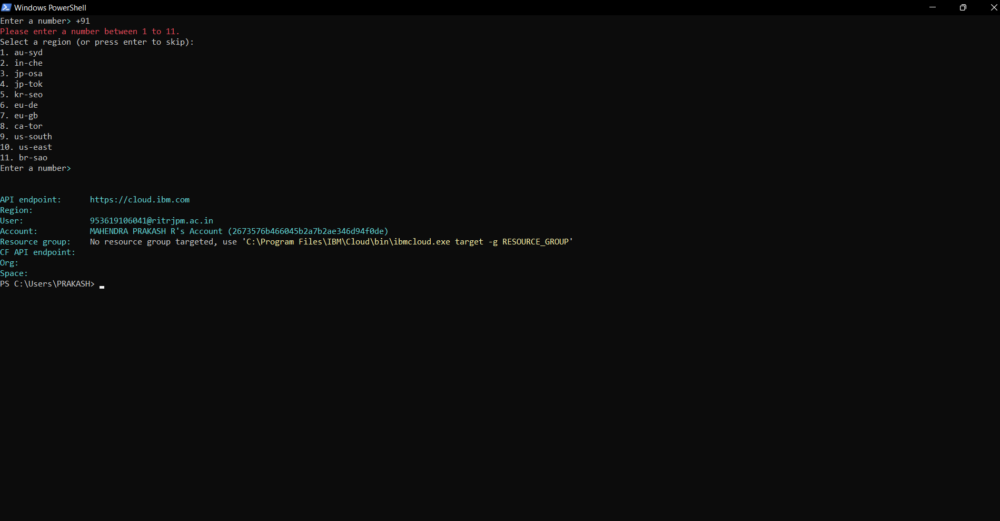 Windows PowerShell
Enter a number> +91
Please enter a number between 1 to 11.
Select a region (or press enter to skip):
1. au-syd
2. in-che
3. jp-osa
4. jp-tok
5. kr-seo
6. eu-de
7. eu-gb
8. ca-tor
9. us-south
10. us-east
11. br-sao
Enter a number>
API endpoint: https://cloud.ibm.com
Region:
User: 953619106041@ritrjpm.ac.in
Account: MAHENDRA PRAKASH R's Account (2673576b466045b2a7b2ae346d94f0de)
Resource group: No resource group targeted, use 'C:\Program Files\IBM\Cloud\bin\ibmcloud.exe target -g RESOURCE_GROUP'
CF API endpoint:
Org:
Space:
PS C:\Users\PRAKASH>